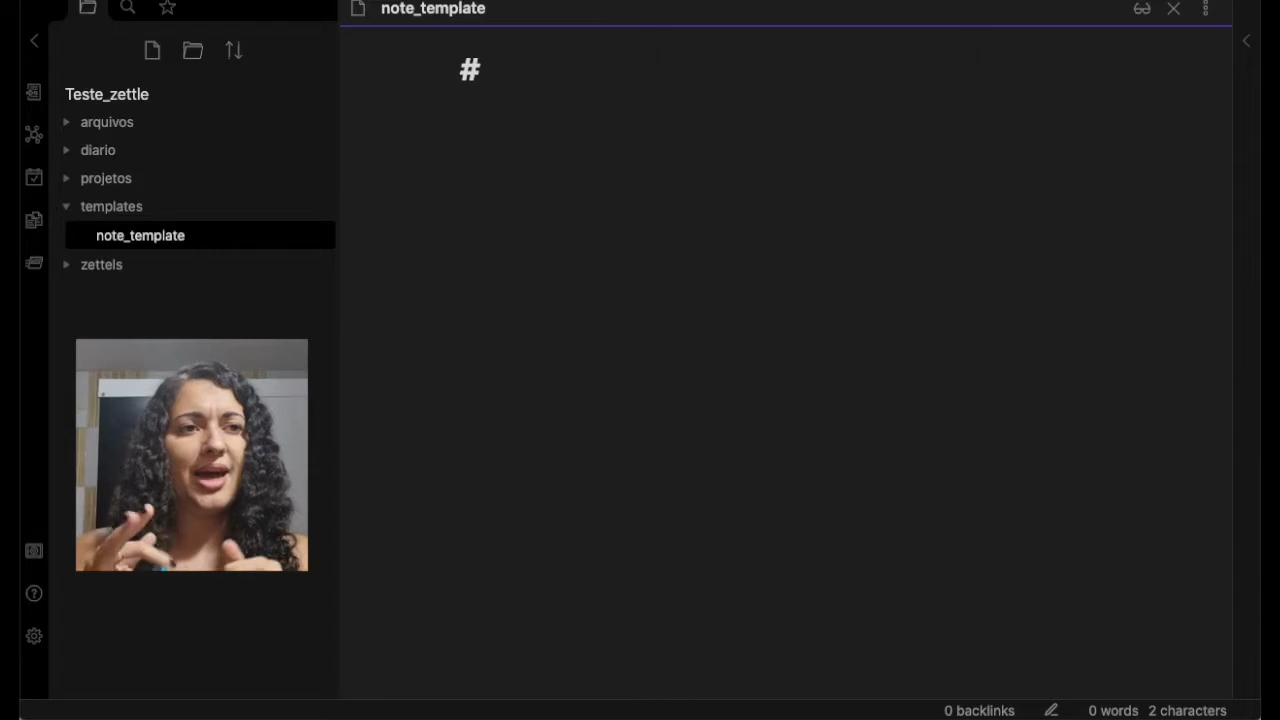 note_template
#
Teste_zettle
arquivos
diario
projetos
templates
note_template
zettels
0 backlinks
0 words 2 characters